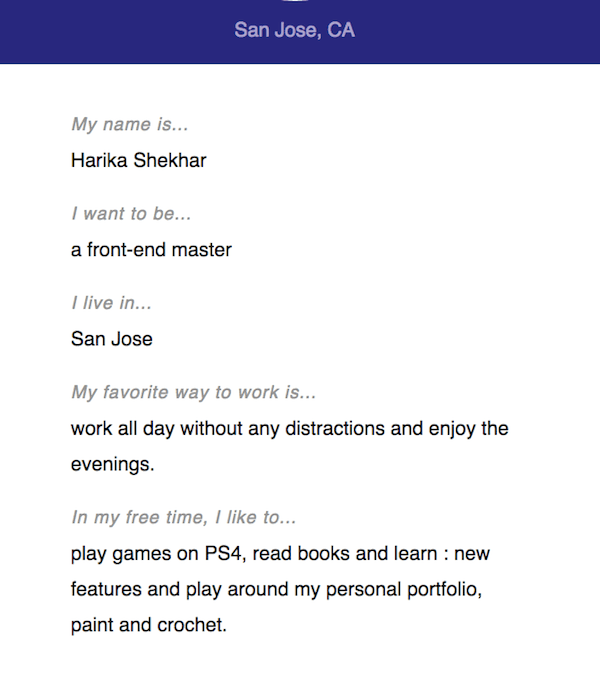 San Jose, CA
My name is...
Harika Shekhar
I want to be...
a front-end master
I live in...
San Jose
My favorite way to work is...
work all day without any distractions and enjoy the
evenings.
In my free time, I like to...
play games on PS4, read books and learn : new
features and play around my personal portfolio,
paint and crochet.